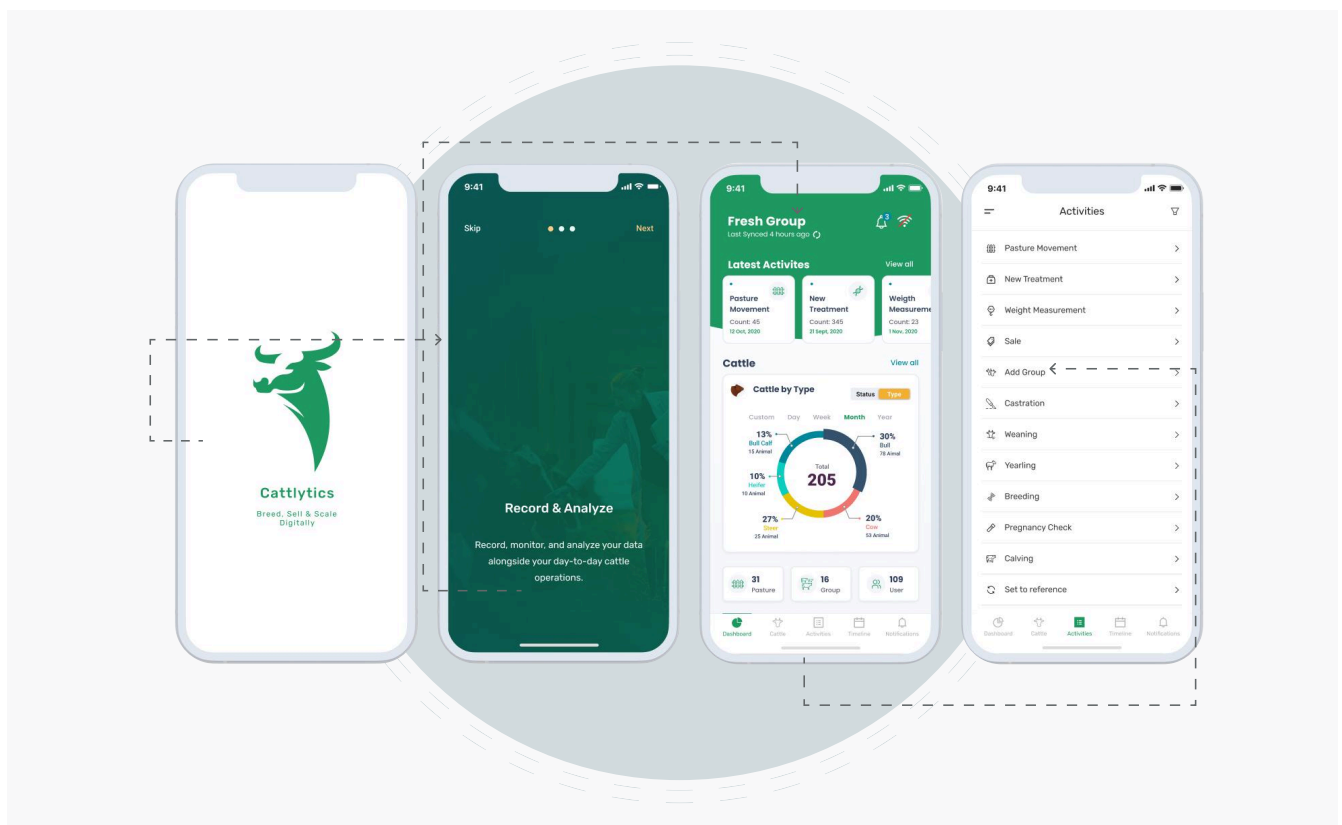 Cattlytics
Breed, Sell & Scale
Digitally
9:41
Skip
Next
Record & Analyze
Record, monitor, and analyze your data
alongside your day-to-day cattle
operations.
9:41
Fresh Group
3
Last Synced 4 hours ago
Latest Activites
View all
Pasture
Movement
Count: 45
12 Oct, 2020
New
Treatment
Count: 345
21 Sept, 2020
Weigth
Measureme
Count: 23
1 Nov, 2020
Cattle
View all
Cattle by Type
Status
Type
Custom
Day
Week
Month
Year
13%
Bull Calf
15 Animal
30%
Bull
78 Aimal
10%
Heifer
10 Animal
Total
205
27%
Steer
25 Animal
20%
Cow
53 Animal
31
Pasture
16
Group
109
User
Dashboard
Cattle
Activities
Timeline
Notifications
9:41
Activities
Pasture Movement
New Treatment
Weight Measurement
Sale
Add Group
Castration
Weaning
Yearling
Breeding
Pregnancy Check
Calving
Set to reference
Dashboard
Cattle
Activities
Timeline
Notifications